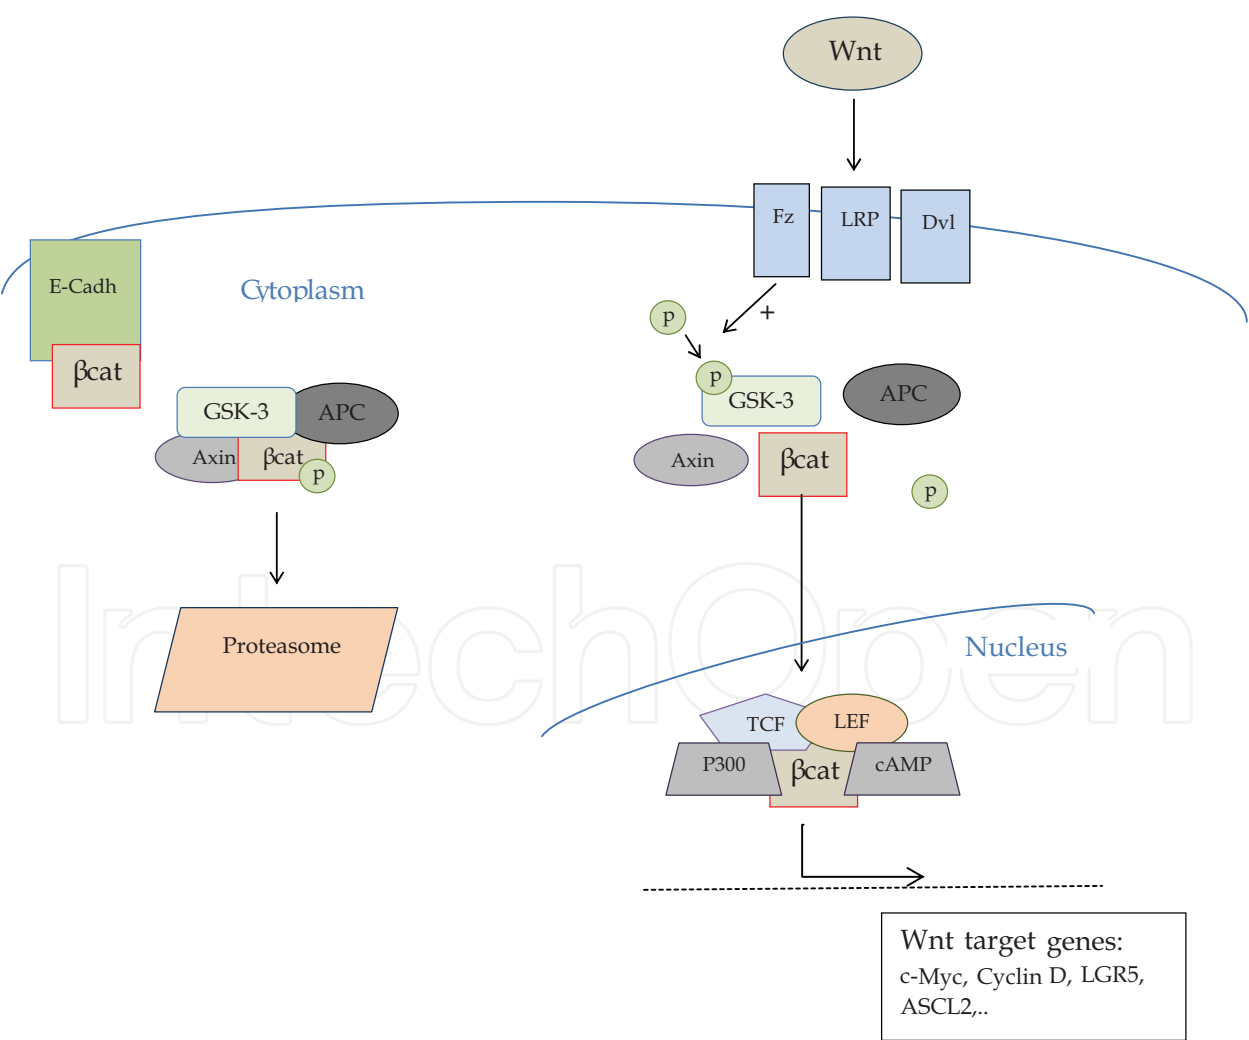 Wnt
Fz
LRP
Dvl
E-Cadh
βcat
Cytoplasm
p
+
p
GSK-3
APC
GSK-3
APC
Axin
βcat
p
Axin
βcat
p
Proteasome
IntechOpen
Nucleus
TCF
LEF
P300
βcat
cAMP
Wnt target genes:
c-Myc, Cyclin D, LGR5,
ASCL2,..